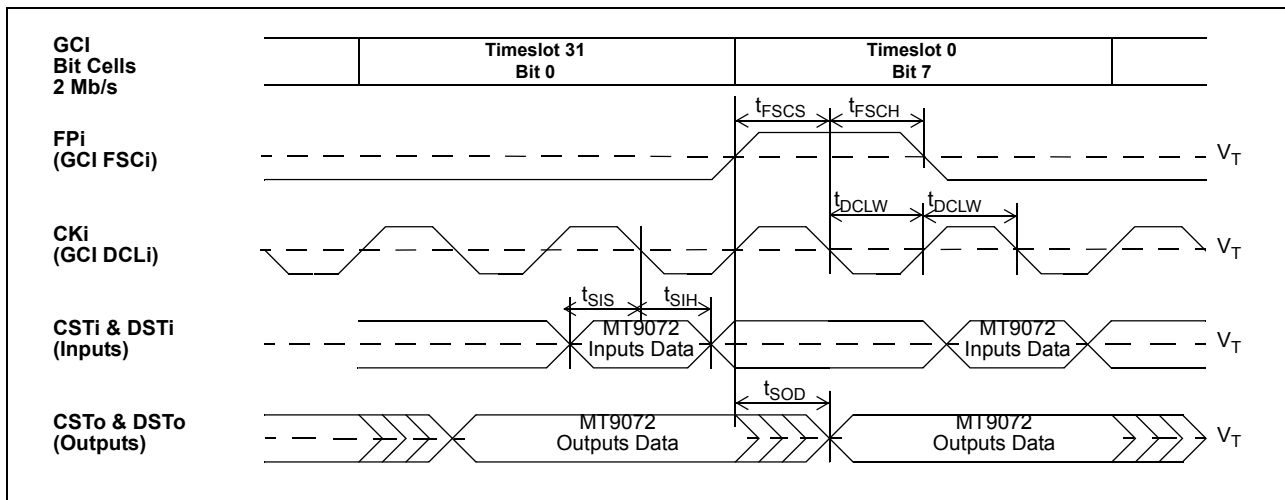 GCI
Bit Cells
2 Mb/s
Timeslot 31
Bit 0
Timeslot 0
Bit 7
FPi
(GCI FSCi)
tFSCS
tFSCH
VT
CKi
(GCI DCLi)
tDCLW
tDCLW
VT
CSTi & DSTi
(Inputs)
tSIS
tSIH
MT9072
Inputs Data
MT9072
Inputs Data
VT
CSTo & DSTo
(Outputs)
tSOD
MT9072
Outputs Data
MT9072
Outputs Data
VT